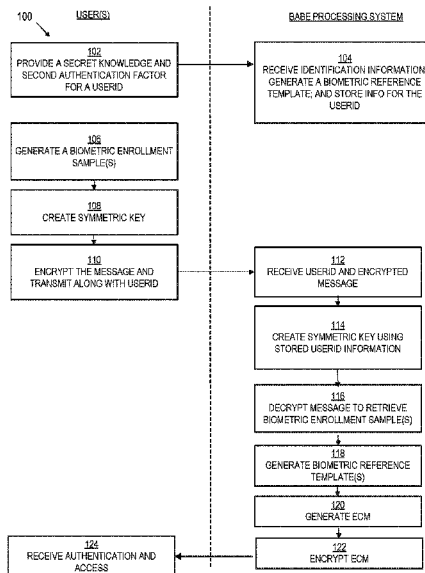 100
USER(S)
BABE PROCESSING SYSTEM
102
PROVIDE A SECRET KNOWLEDGE AND
SECOND AUTHENTICATION FACTOR
FOR A USERID
104
RECEIVE IDENTIFICATION INFORMATION
GENERATE A BIOMETRIC REFERENCE
TEMPLATE; AND STORE INFO FOR THE
USERID
106
GENERATE A BIOMETRIC ENROLLMENT
SAMPLE(S)
108
CREATE SYMMETRIC KEY
110
ENCRYPT THE MESSAGE AND
TRANSMIT ALONG WITH USERID
112
RECEIVE USERID AND ENCRYPTED
MESSAGE
114
CREATE SYMMETRIC KEY USING
STORED USERID INFORMATION
116
DECRYPT MESSAGE TO RETRIEVE
BIOMETRIC ENROLLMENT SAMPLE(S)
118
GENERATE BIOMETRIC REFERENCE
TEMPLATE(S)
120
GENERATE ECM
122
ENCRYPT ECM
124
RECEIVE AUTHENTICATION AND
ACCESS